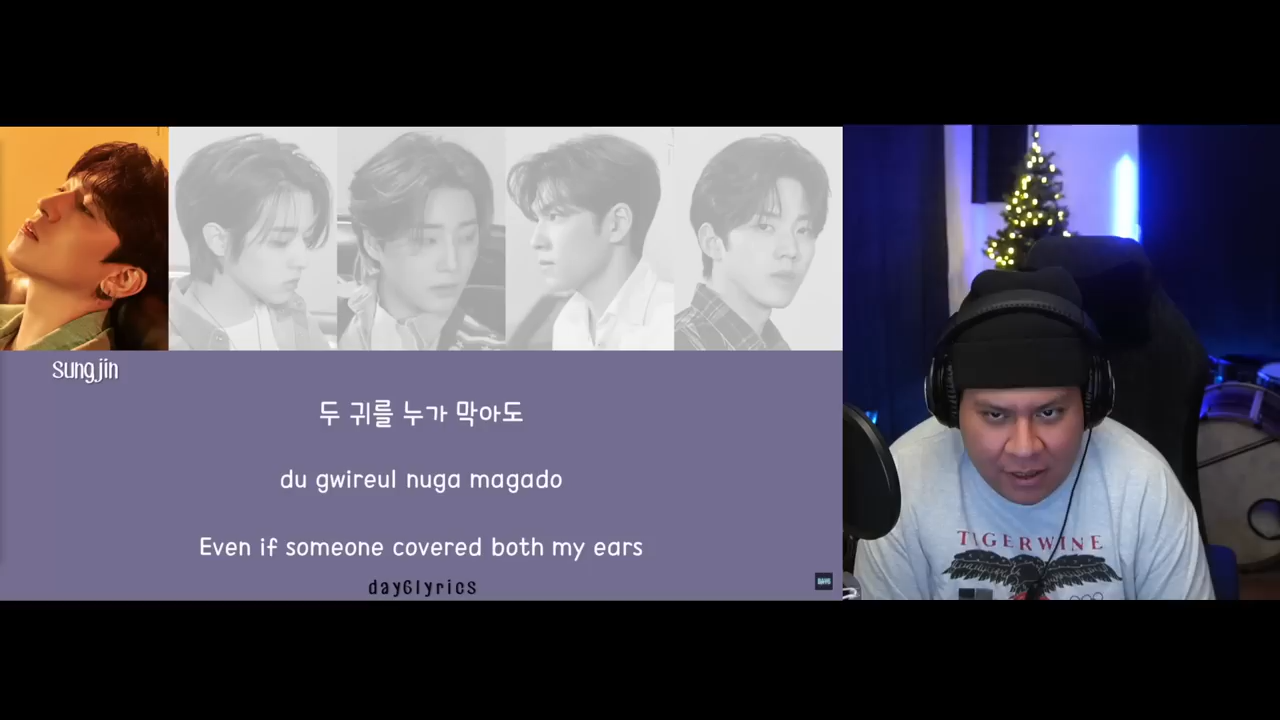 Sungjin
두 귀를 누가 막아도
du gwireul nuga magado
Even if someone covered both my ears
day6lyrics
DAY6
TIGERWINE